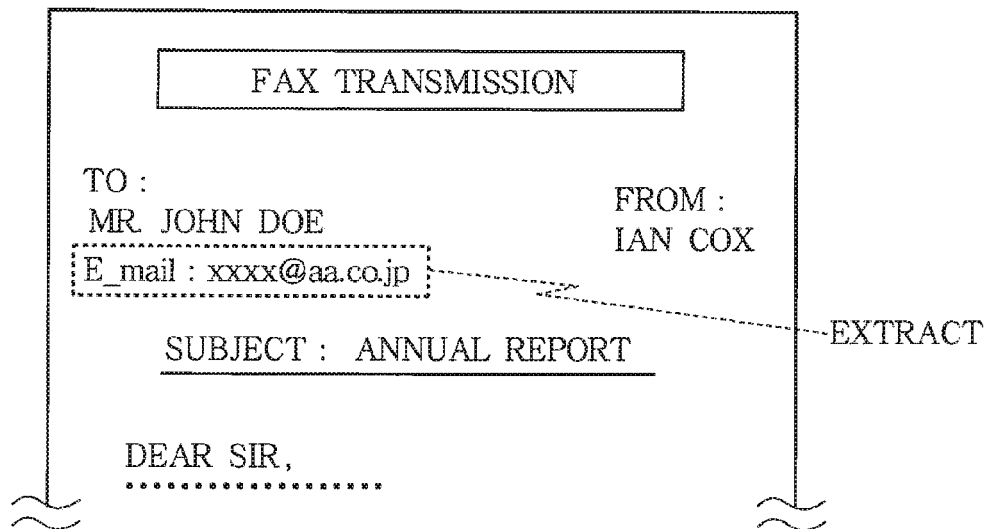 FAX TRANSMISSION
TO :
MR. JOHN DOE
E_mail : xxxx@aa.co.jp
FROM :
IAN COX
EXTRACT
SUBJECT : ANNUAL REPORT
DEAR SIR,